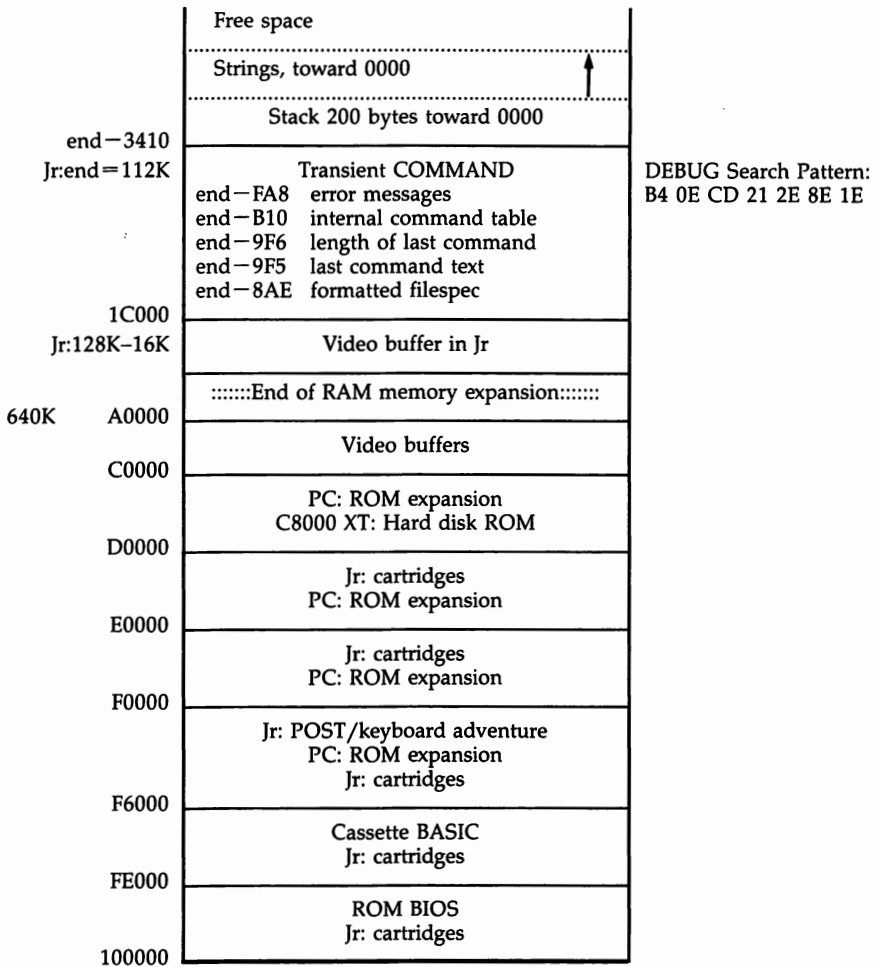 Free space
Strings, toward 0000
Stack 200 bytes toward 0000
end−3410
Jr:end=112K Transient COMMAND DEBUG Search Pattern:
end−FA8 error messages B4 0E CD 21 2E 8E 1E
end−B10 internal command table
end−9F6 length of last command
end−9F5 last command text
end−8AE formatted filespec
1C000
Jr:128K–16K Video buffer in Jr
:::::::End of RAM memory expansion:::::::
640K A0000
Video buffers
C0000
PC: ROM expansion
C8000 XT: Hard disk ROM
D0000
Jr: cartridges
PC: ROM expansion
E0000
Jr: cartridges
PC: ROM expansion
F0000
Jr: POST/keyboard adventure
PC: ROM expansion
Jr: cartridges
F6000
Cassette BASIC
Jr: cartridges
FE000
ROM BIOS
Jr: cartridges
100000